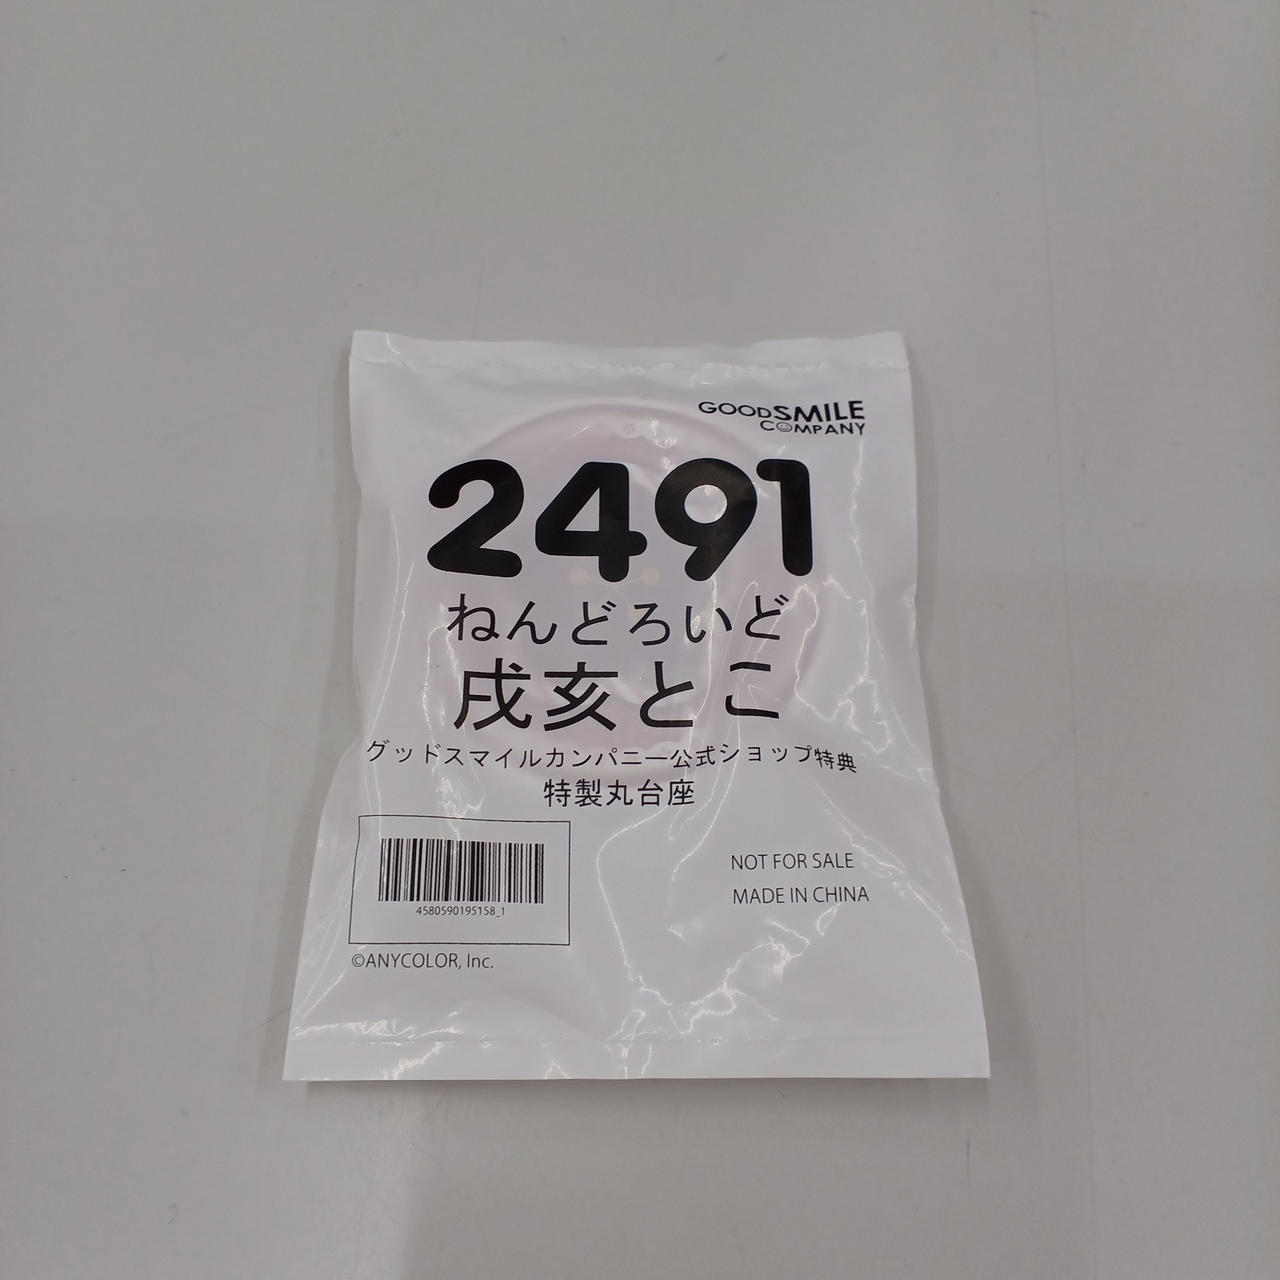 GOODSMILE
COMPANY
2491
ねんどろいど
戌亥とこ
グッドスマイルカンパニー公式ショップ特典
特製丸台座
4580590195158_1
NOT FOR SALE
MADE IN CHINA
©ANYCOLOR, Inc.